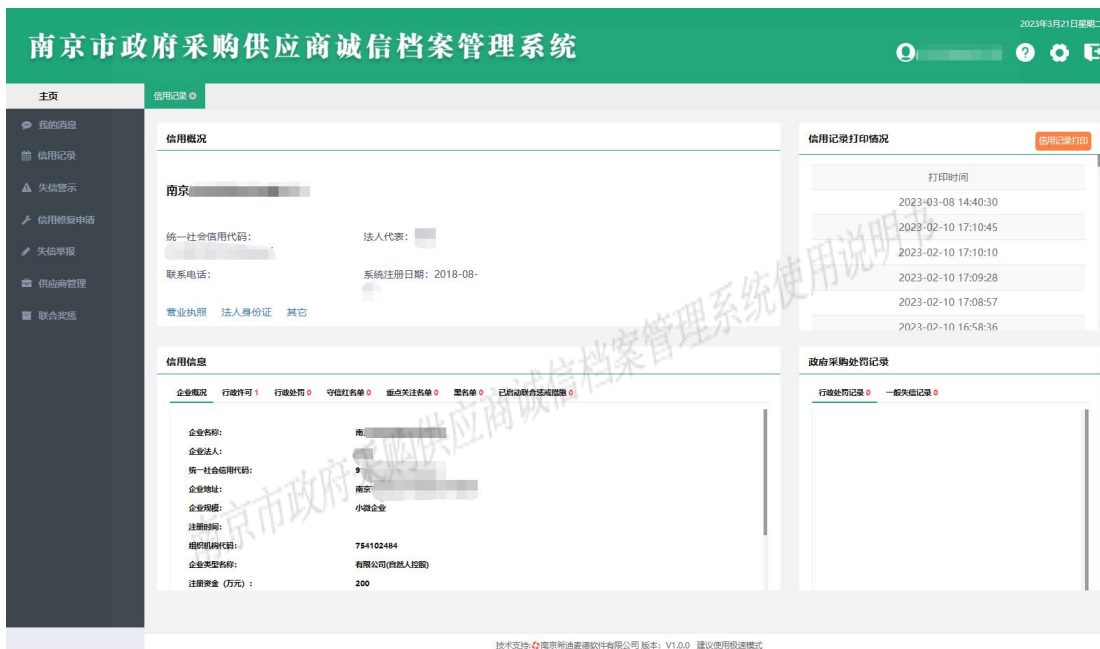 2023年3月21日星期二
南京市政府采购供应商诚信档案管理系统
主页
信用记录
我的消息
信用记录
失信警示
信用修复申请
失信举报
供应商管理
联合奖惩
信用概况
南京
统一社会信用代码:
法人代表:
联系电话:
系统注册日期: 2018-08-
营业执照 法人身份证 其它
信用记录打印情况
信用记录打印
打印时间
2023-03-08 14:40:30
2023-02-10 17:10:45
2023-02-10 17:10:10
2023-02-10 17:09:28
2023-02-10 17:08:57
2023-02-10 16:58:36
信用信息
企业概况 行政许可 1 行政处罚 0 守信红名单 0 重点关注名单 0 黑名单 0 已启动联合惩戒措施 0
企业名称: 南
企业法人:
统一社会信用代码: 9
企业地址: 南京
企业规模: 小微企业
注册时间:
组织机构代码: 754102484
企业类型名称: 有限公司(自然人控股)
注册资金 (万元) : 200
政府采购处罚记录
行政处罚记录 0 一般失信记录 0
南京市政府采购供应商诚信档案管理系统使用说明书
技术支持: 南京新迪麦德软件有限公司 版本: V1.0.0 建议使用极速模式